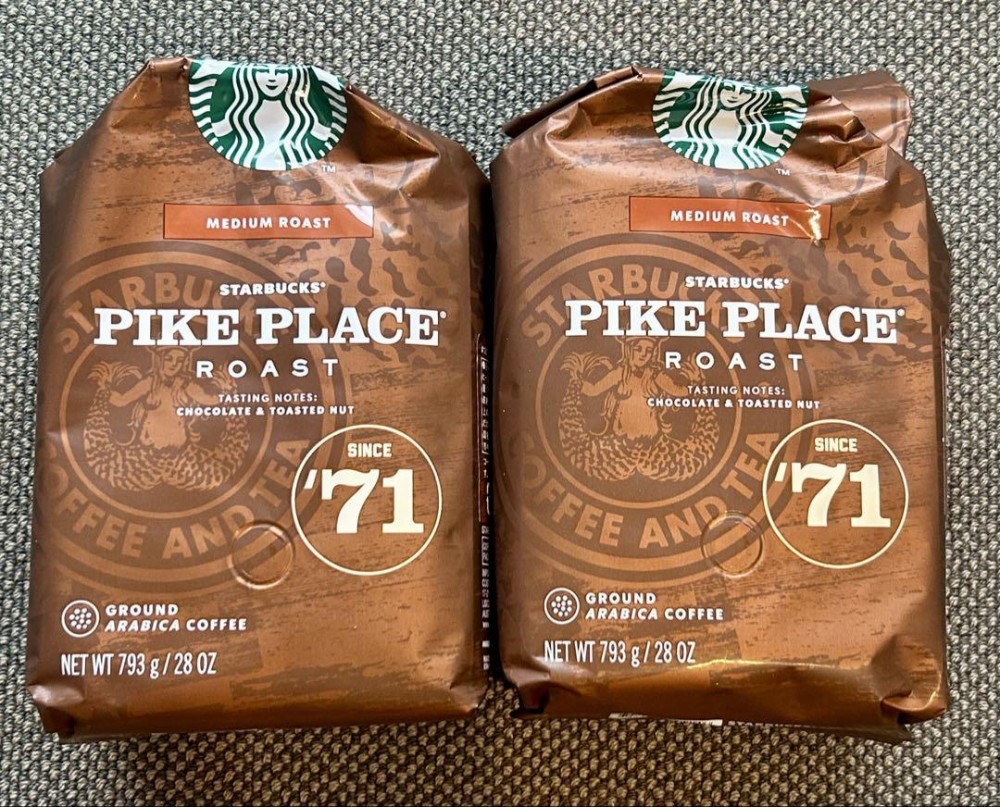 TM
MEDIUM ROAST
STARBUCKS®
PIKE PLACE®
ROAST
TASTING NOTES:
CHOCOLATE & TOASTED NUT
SINCE
'71
STARBUCKS
COFFEE AND TEA
GROUND
ARABICA COFFEE
NET WT 793 g / 28 OZ
TM
MEDIUM ROAST
STARBUCKS®
PIKE PLACE®
ROAST
TASTING NOTES:
CHOCOLATE & TOASTED NUT
SINCE
'71
STARBUCKS
COFFEE AND TEA
GROUND
ARABICA COFFEE
NET WT 793 g / 28 OZ